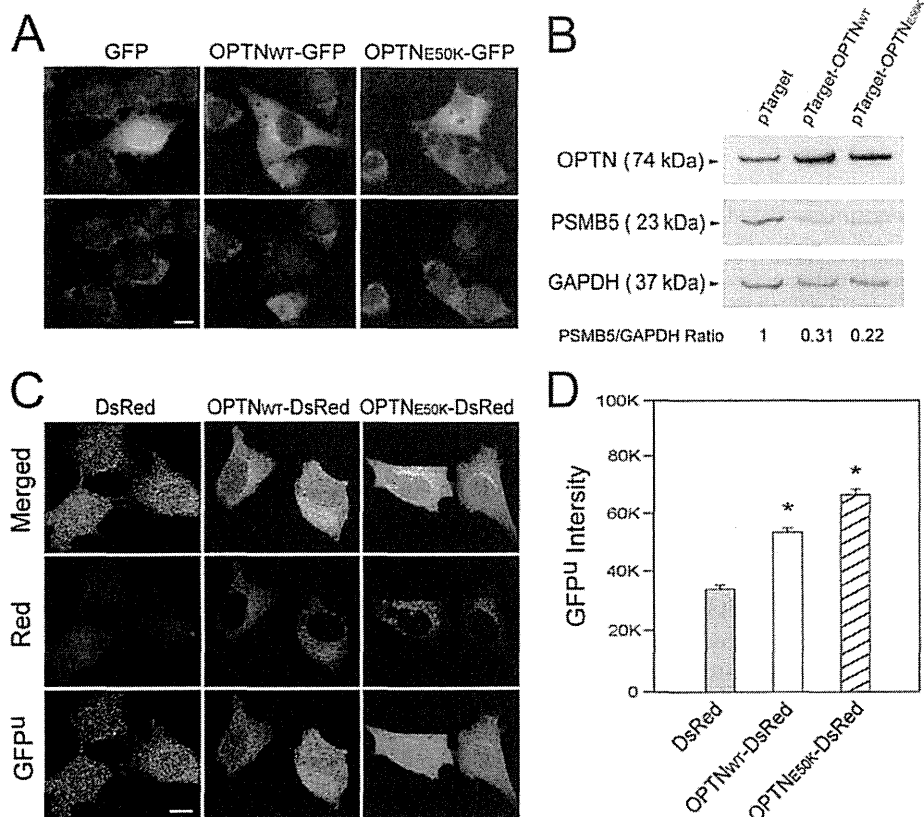 A
GFP OPTNWT-GFP OPTNE50K-GFP
B
pTarget
pTarget-OPTNWT
pTarget-OPTNE50K
OPTN (74 kDa)
PSMB5 ( 23 kDa)
GAPDH ( 37 kDa)
PSMB5/GAPDH Ratio 1 0.31 0.22
C
DsRed OPTNWT-DsRed OPTNE50K-DsRed
Merged
Red
GFPu
D
GFPu Intersity
100K
80K
60K
40K
20K
0
* *
DsRed
OPTNWT-DsRed
OPTNE50K-DsRed